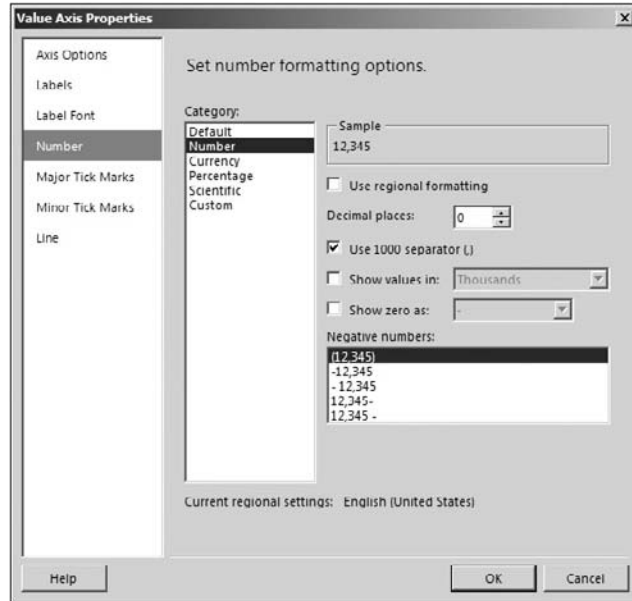 Value Axis Properties
Axis Options
Labels
Label Font
Number
Major Tick Marks
Minor Tick Marks
Line
Set number formatting options.
Category:
Default
Number
Currency
Percentage
Scientific
Custom
Sample
12,345
Use regional formatting
Decimal places:
0
Use 1000 separator (,)
Show values in:
Thousands
Show zero as:
-
Negative numbers:
(12,345)
-12,345
- 12,345
12,345-
12,345 -
Current regional settings: English (United States)
Help
OK
Cancel